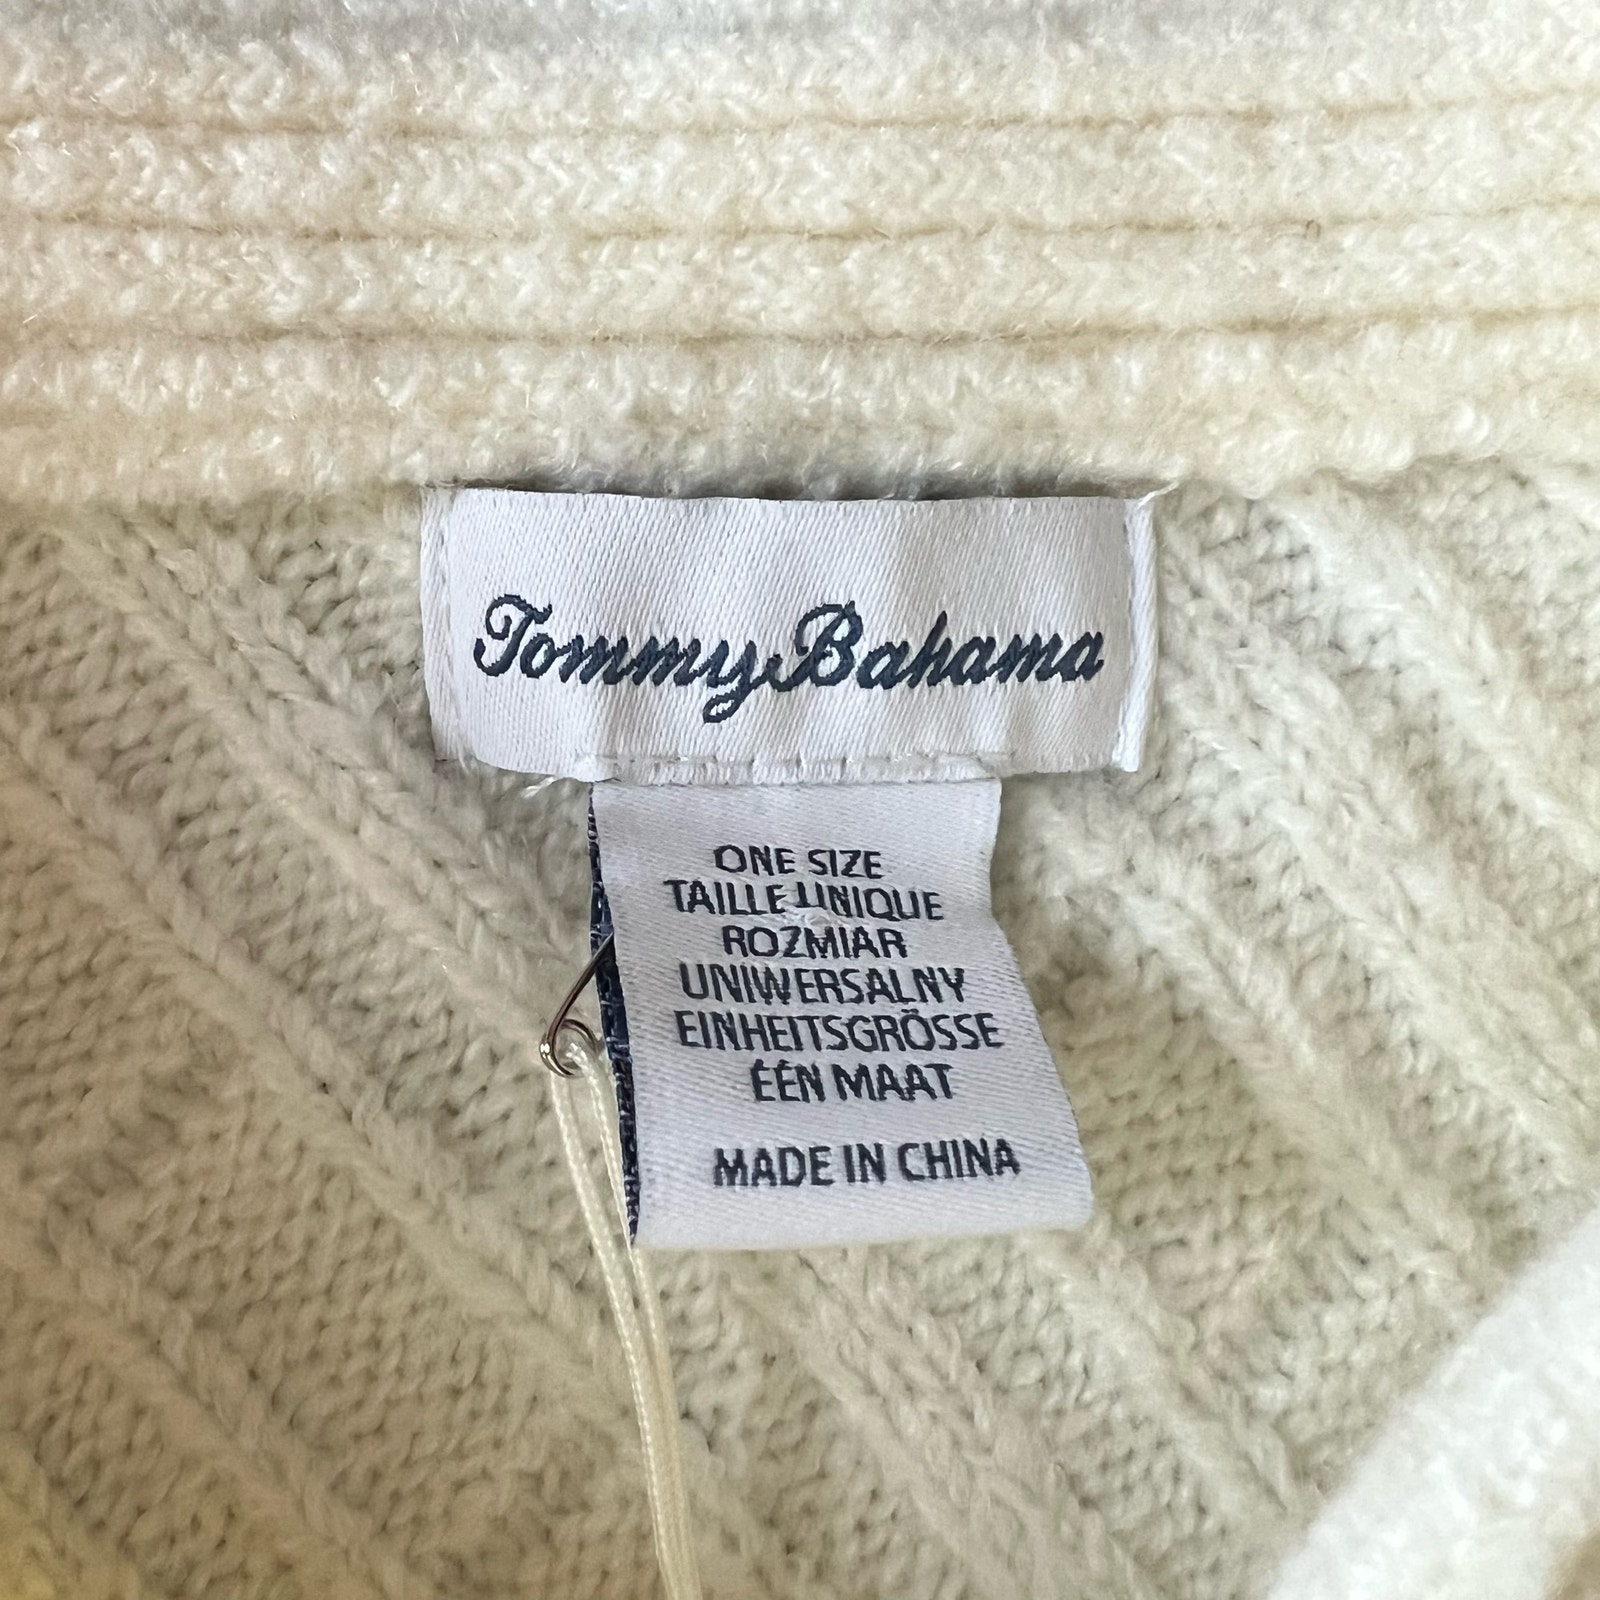 Tommy Bahama
ONE SIZE
TAILLE UNIQUE
ROZMIAR
UNIWERSALNY
EINHEITSGRÖSSE
ÉÉN MAAT
MADE IN CHINA